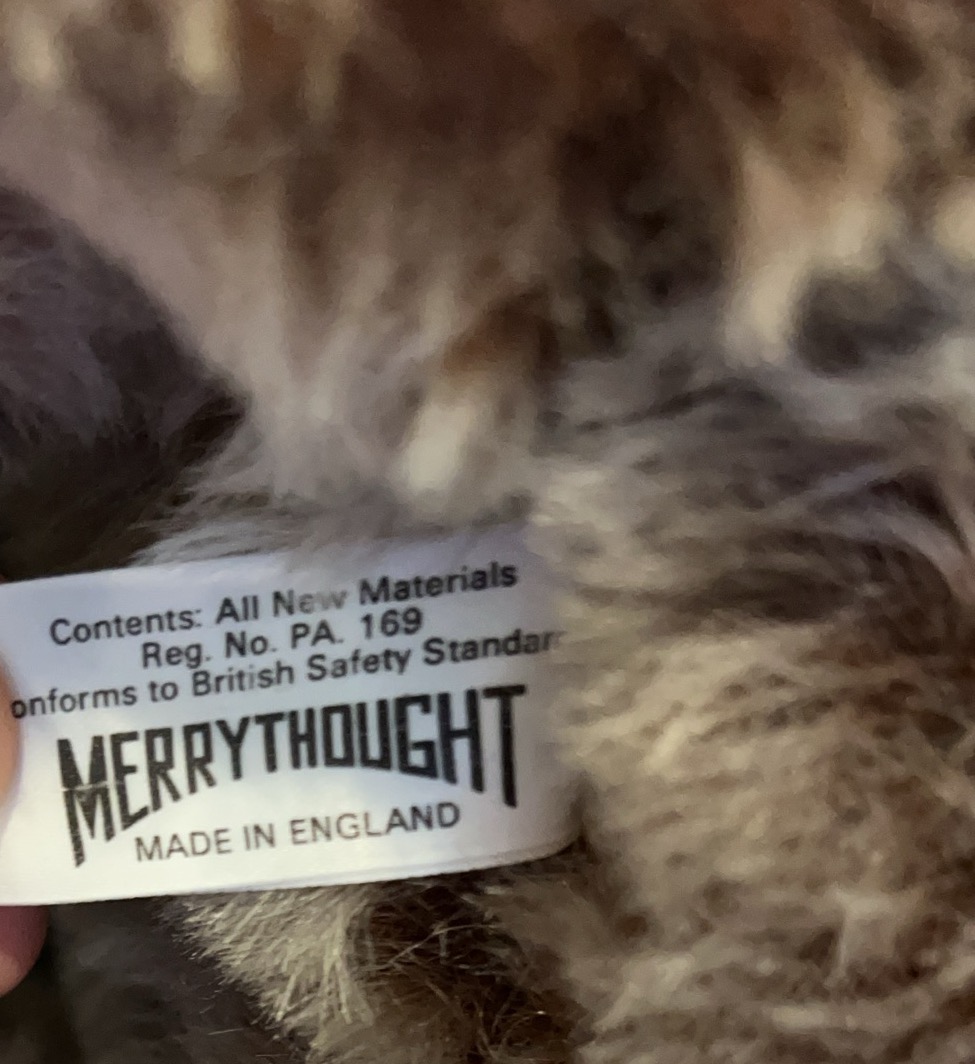 Contents: All New Materials
Reg. No. PA. 169
onforms to British Safety Standar
MERRYTHOUGHT
MADE IN ENGLAND